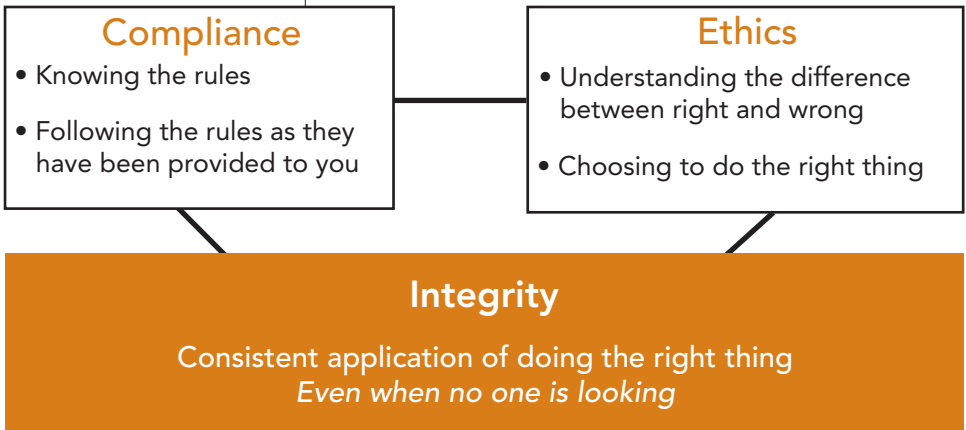 Compliance
• Knowing the rules
• Following the rules as they
have been provided to you
Ethics
• Understanding the difference
between right and wrong
• Choosing to do the right thing
Integrity
Consistent application of doing the right thing
Even when no one is looking